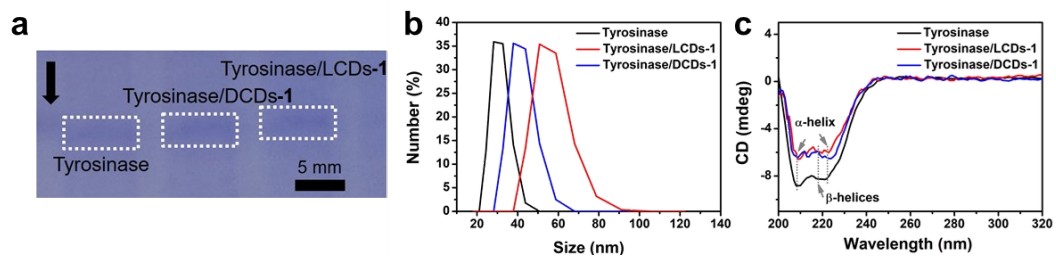 a
Tyrosinase/LCDs-1
Tyrosinase/DCDs-1
Tyrosinase
5 mm
b
40
35
30
25
20
15
10
5
0
Number (%)
Tyrosinase
Tyrosinase/LCDs-1
Tyrosinase/DCDs-1
0 20 40 60 80 100 120 140
Size (nm)
c
4
0
-4
-8
CD (mdeg)
Tyrosinase
Tyrosinase/LCDs-1
Tyrosinase/DCDs-1
α-helix
β-helices
200 220 240 260 280 300 320
Wavelength (nm)